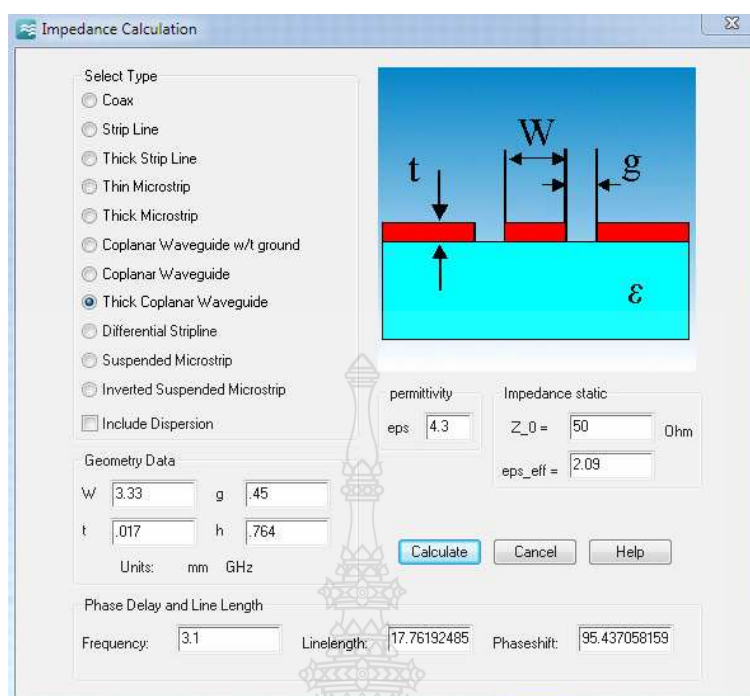 Impedance Calculation
Select Type
Coax
Strip Line
Thick Strip Line
Thin Microstrip
Thick Microstrip
Coplanar Waveguide w/t ground
Coplanar Waveguide
Thick Coplanar Waveguide
Differential Stripline
Suspended Microstrip
Inverted Suspended Microstrip
Include Dispersion
W
t
g
ε
permittivity
eps 4.3
Impedance static
Z_0 = 50 Ohm
eps_eff = 2.09
Geometry Data
W 3.33 g .45
t .017 h .764
Units: mm GHz
Calculate Cancel Help
Phase Delay and Line Length
Frequency: 3.1 Linelength: 17.76192485 Phaseshift: 95.437058159